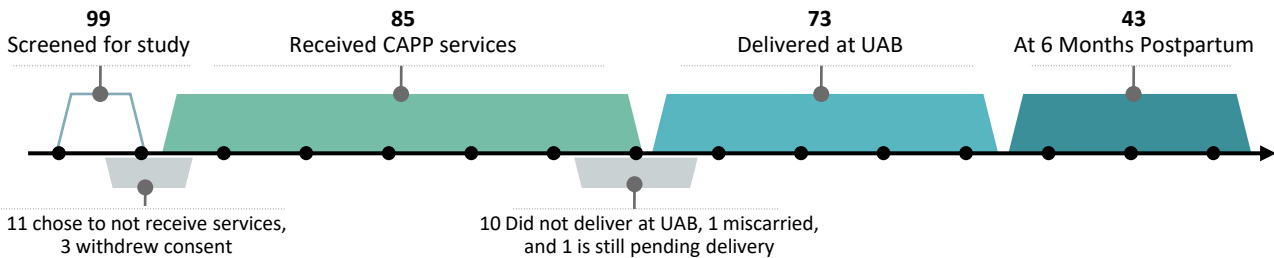 99
Screened for study
85
Received CAPP services
73
Delivered at UAB
43
At 6 Months Postpartum
11 chose to not receive services,
3 withdrew consent
10 Did not deliver at UAB, 1 miscarried,
and 1 is still pending delivery